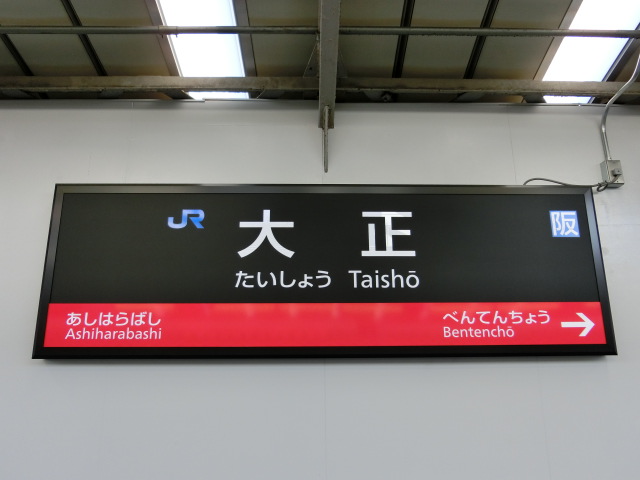 JR 大正 阪
たいしょう Taishō
あしはらばし
Ashiharabashi
べんてんちょう
Bentenchō